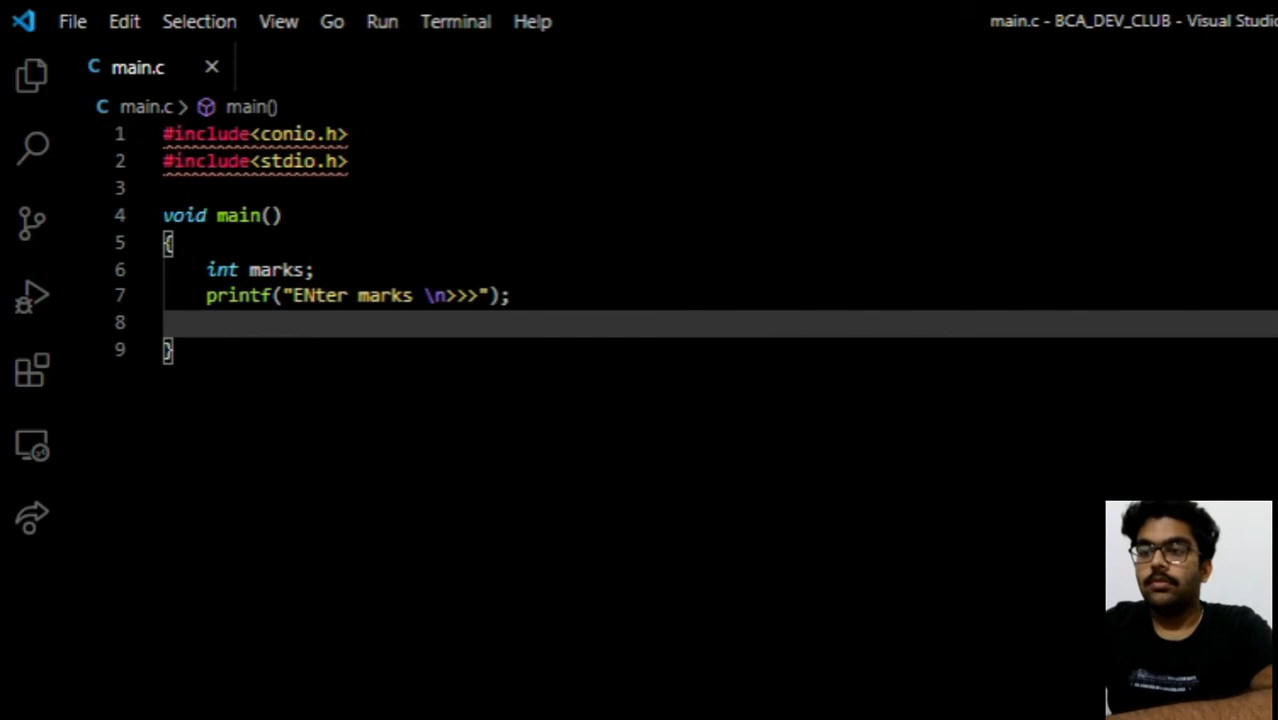 File Edit Selection View Go Run Terminal Help main.c - BCA_DEV_CLUB - Visual Studio
C main.c ×
C main.c > main()
1 #include<conio.h>
2 #include<stdio.h>
3
4 void main()
5 {
6 int marks;
7 printf("ENter marks \n>>>");
8
9 }